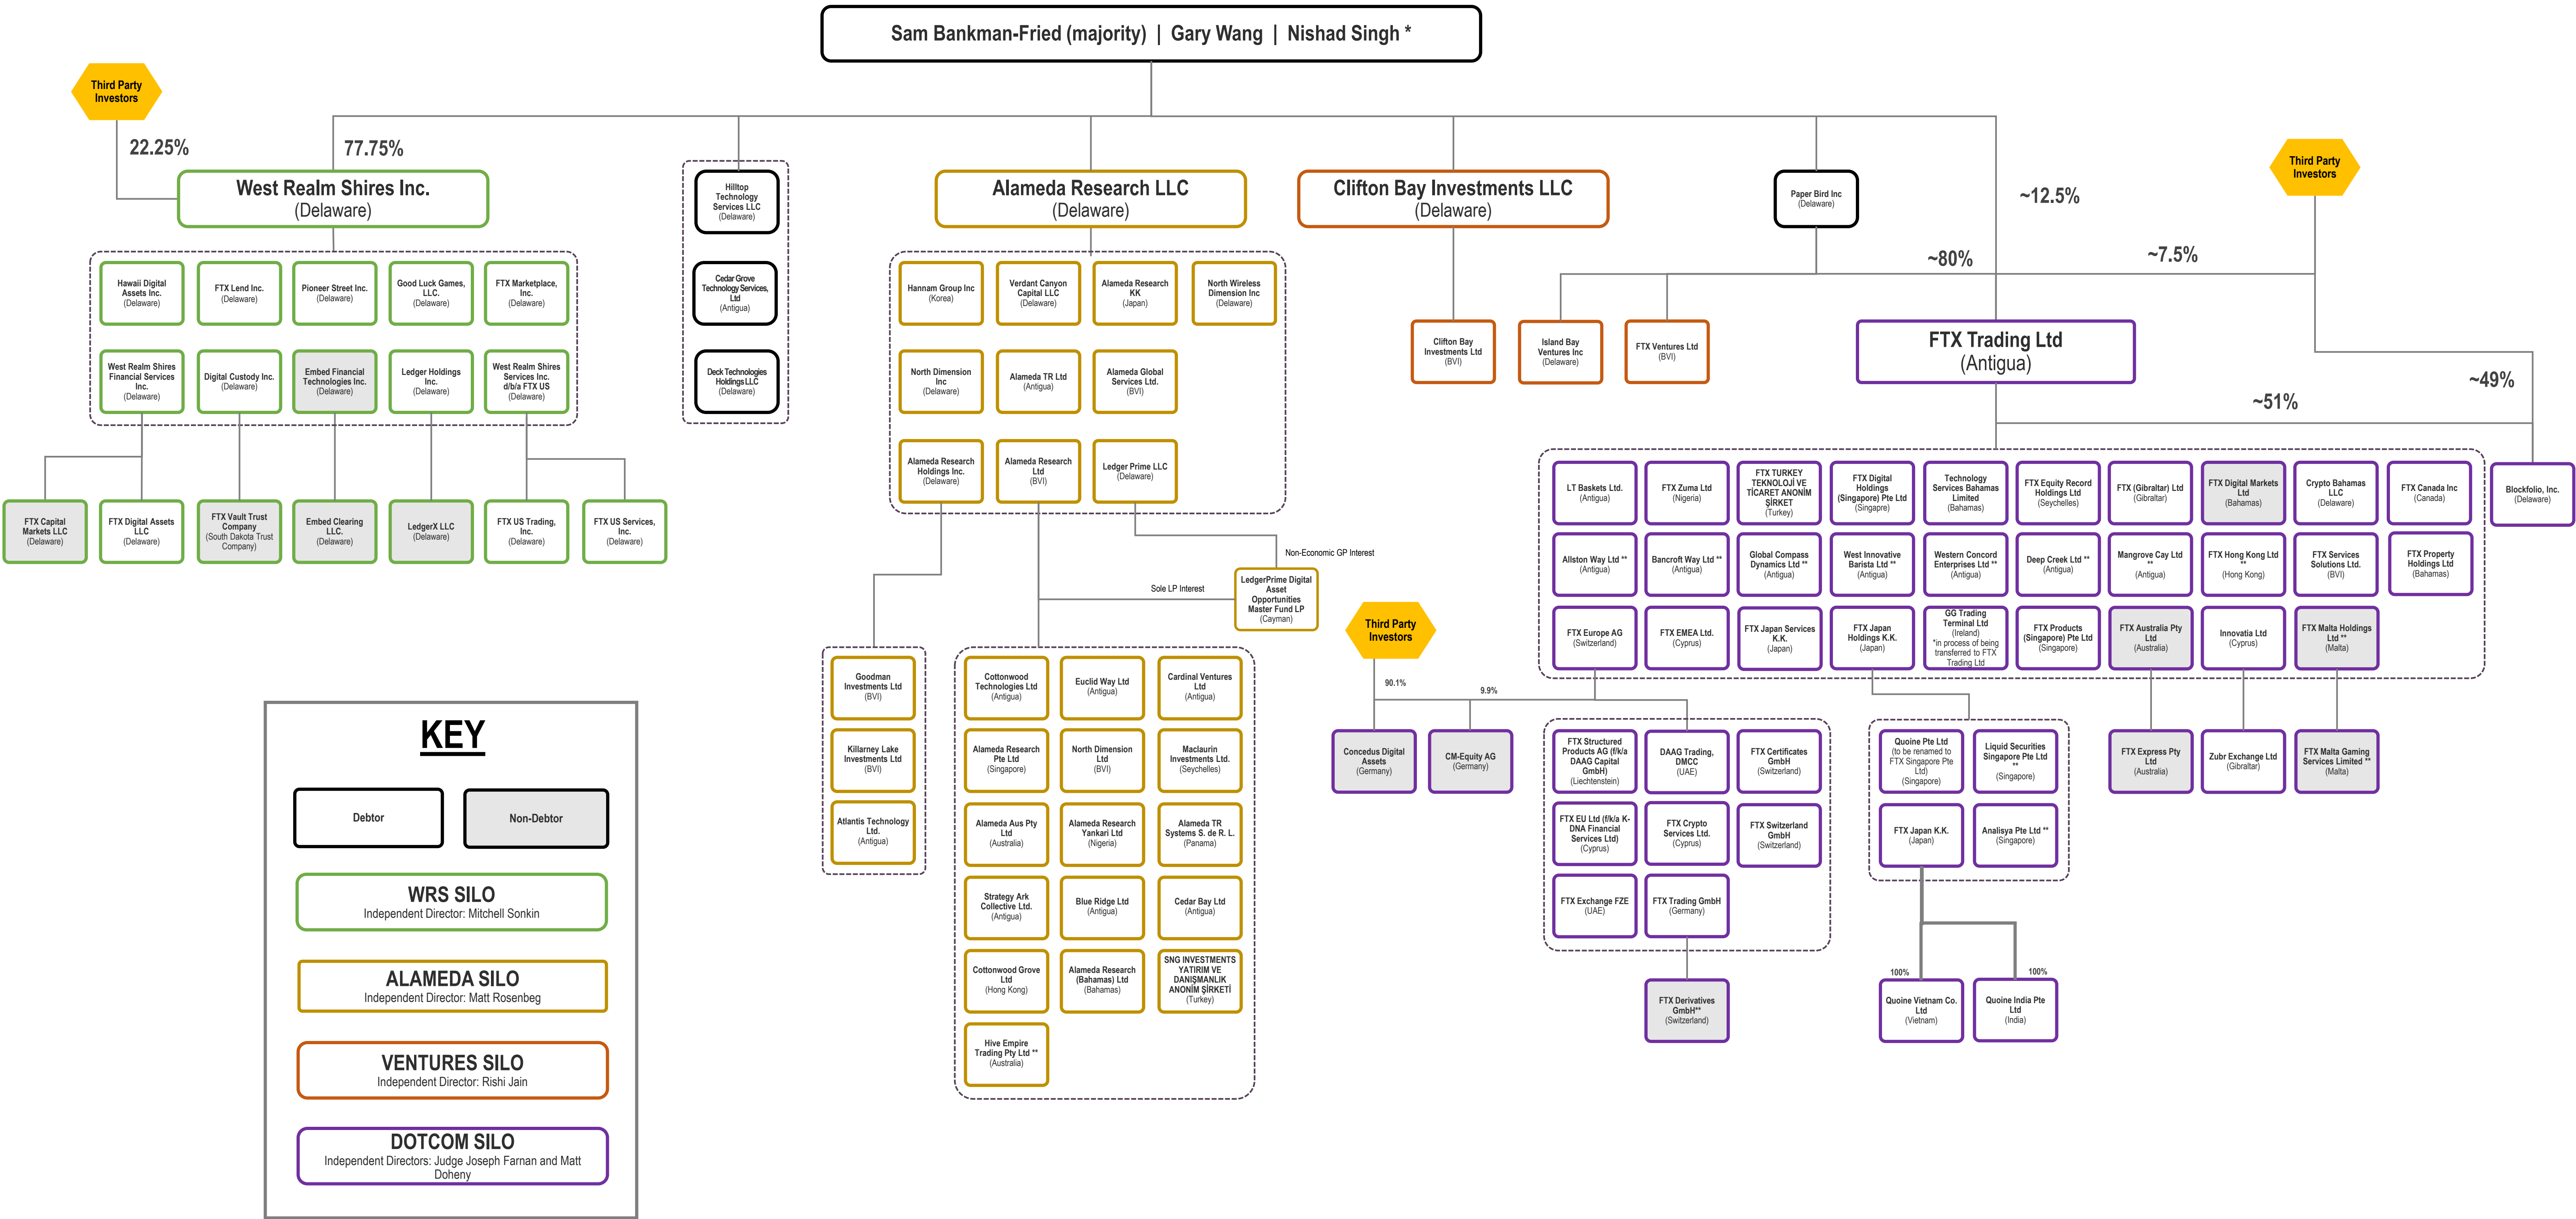 Sam Bankman-Fried (majority) | Gary Wang | Nishad Singh *
Third Party
Investors
22.25%
77.75%
West Realm Shires Inc.
(Delaware)
Hilltop
Technology
Services LLC
(Delaware)
Cedar Grove
Technology Services,
Ltd
(Antigua)
Deck Technologies
Holdings LLC
(Delaware)
Alameda Research LLC
(Delaware)
Clifton Bay Investments LLC
(Delaware)
Paper Bird Inc
(Delaware)
~12.5%
Third Party
Investors
~80%
~7.5%
FTX Trading Ltd
(Antigua)
~49%
~51%
Hawaii Digital
Assets Inc.
(Delaware)
FTX Lend Inc.
(Delaware)
Pioneer Street Inc.
(Delaware)
Good Luck Games,
LLC.
(Delaware)
FTX Marketplace,
Inc.
(Delaware)
West Realm Shires
Financial Services
Inc.
(Delaware)
Digital Custody Inc.
(Delaware)
Embed Financial
Technologies Inc.
(Delaware)
Ledger Holdings
Inc.
(Delaware)
West Realm Shires
Services Inc.
d/b/a FTX US
(Delaware)
FTX Capital
Markets LLC
(Delaware)
FTX Digital Assets
LLC
(Delaware)
FTX Vault Trust
Company
(South Dakota Trust
Company)
Embed Clearing
LLC.
(Delaware)
LedgerX LLC
(Delaware)
FTX US Trading,
Inc.
(Delaware)
FTX US Services,
Inc.
(Delaware)
Hannam Group Inc
(Korea)
Verdant Canyon
Capital LLC
(Delaware)
Alameda Research
KK
(Japan)
North Wireless
Dimension Inc
(Delaware)
North Dimension
Inc
(Delaware)
Alameda TR Ltd
(Antigua)
Alameda Global
Services Ltd.
(BVI)
Alameda Research
Holdings Inc.
(Delaware)
Alameda Research
Ltd
(BVI)
Ledger Prime LLC
(Delaware)
Non-Economic GP Interest
Sole LP Interest
LedgerPrime Digital
Asset
Opportunities
Master Fund LP
(Cayman)
Goodman
Investments Ltd
(BVI)
Killarney Lake
Investments Ltd
(BVI)
Atlantis Technology
Ltd.
(Antigua)
Cottonwood
Technologies Ltd
(Antigua)
Euclid Way Ltd
(Antigua)
Cardinal Ventures
Ltd
(Antigua)
Alameda Research
Pte Ltd
(Singapore)
North Dimension
Ltd
(BVI)
Maclaurin
Investments Ltd.
(Seychelles)
Alameda Aus Pty
Ltd
(Australia)
Alameda Research
Yankari Ltd
(Nigeria)
Alameda TR
Systems S. de R. L.
(Panama)
Strategy Ark
Collective Ltd.
(Antigua)
Blue Ridge Ltd
(Antigua)
Cedar Bay Ltd
(Antigua)
Cottonwood Grove
Ltd
(Hong Kong)
Alameda Research
(Bahamas) Ltd
(Bahamas)
SNG INVESTMENTS
YATIRIM VE
DANIŞMANLIK
ANONİM ŞİRKETİ
(Turkey)
Hive Empire
Trading Pty Ltd **
(Australia)
Clifton Bay
Investments Ltd
(BVI)
Island Bay
Ventures Inc
(Delaware)
FTX Ventures Ltd
(BVI)
LT Baskets Ltd.
(Antigua)
FTX Zuma Ltd
(Nigeria)
FTX TURKEY
TEKNOLOJİ VE
TİCARET ANONİM
ŞİRKET
(Turkey)
FTX Digital
Holdings
(Singapore) Pte Ltd
(Singapre)
Technology
Services Bahamas
Limited
(Bahamas)
FTX Equity Record
Holdings Ltd
(Seychelles)
FTX (Gibraltar) Ltd
(Gibraltar)
FTX Digital Markets
Ltd
(Bahamas)
Crypto Bahamas
LLC
(Delaware)
FTX Canada Inc
(Canada)
Blockfolio, Inc.
(Delaware)
Allston Way Ltd **
(Antigua)
Bancroft Way Ltd **
(Antigua)
Global Compass
Dynamics Ltd **
(Antigua)
West Innovative
Barista Ltd **
(Antigua)
Western Concord
Enterprises Ltd **
(Antigua)
Deep Creek Ltd **
(Antigua)
Mangrove Cay Ltd
**
(Antigua)
FTX Hong Kong Ltd
**
(Hong Kong)
FTX Services
Solutions Ltd.
(BVI)
FTX Property
Holdings Ltd
(Bahamas)
FTX Europe AG
(Switzerland)
FTX EMEA Ltd.
(Cyprus)
FTX Japan Services
K.K.
(Japan)
FTX Japan
Holdings K.K.
(Japan)
GG Trading
Terminal Ltd
(Ireland)
*in process of being
transferred to FTX
Trading Ltd
FTX Products
(Singapore) Pte Ltd
(Singapore)
FTX Australia Pty
Ltd
(Australia)
Innovatia Ltd
(Cyprus)
FTX Malta Holdings
Ltd **
(Malta)
Third Party
Investors
90.1%
9.9%
Concedus Digital
Assets
(Germany)
CM-Equity AG
(Germany)
FTX Structured
Products AG (f/k/a
DAAG Capital
GmbH)
(Liechtenstein)
DAAG Trading,
DMCC
(UAE)
FTX Certificates
GmbH
(Switzerland)
FTX EU Ltd (f/k/a K-
DNA Financial
Services Ltd)
(Cyprus)
FTX Crypto
Services Ltd.
(Cyprus)
FTX Switzerland
GmbH
(Switzerland)
FTX Exchange FZE
(UAE)
FTX Trading GmbH
(Germany)
FTX Derivatives
GmbH**
(Switzerland)
Quoine Pte Ltd
(to be renamed to
FTX Singapore Pte
Ltd)
(Singapore)
Liquid Securities
Singapore Pte Ltd
**
(Singapore)
FTX Japan K.K.
(Japan)
Analisya Pte Ltd **
(Singapore)
100%
100%
Quoine Vietnam Co.
Ltd
(Vietnam)
Quoine India Pte
Ltd
(India)
FTX Express Pty
Ltd
(Australia)
Zubr Exchange Ltd
(Gibraltar)
FTX Malta Gaming
Services Limited **
(Malta)
KEY
Debtor
Non-Debtor
WRS SILO
Independent Director: Mitchell Sonkin
ALAMEDA SILO
Independent Director: Matt Rosenbeg
VENTURES SILO
Independent Director: Rishi Jain
DOTCOM SILO
Independent Directors: Judge Joseph Farnan and Matt
Doheny